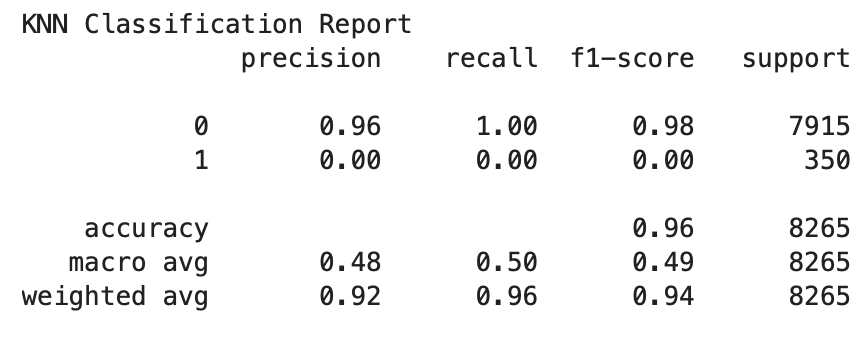 KNN Classification Report
precision recall f1-score support
0 0.96 1.00 0.98 7915
1 0.00 0.00 0.00 350
accuracy 0.96 8265
macro avg 0.48 0.50 0.49 8265
weighted avg 0.92 0.96 0.94 8265